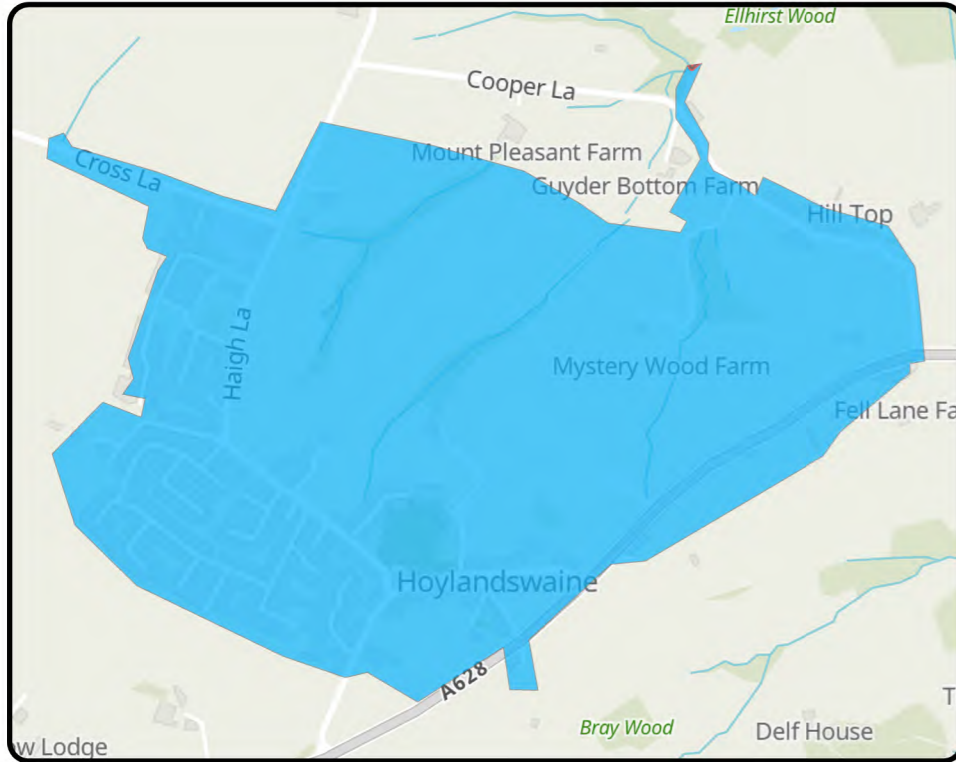 Ellhirst Wood
Cooper La
Mount Pleasant Farm
Cross La
Guyder Bottom Farm
Hill Top
Haigh La
Mystery Wood Farm
Fell Lane Fa
Hoylandswaine
A628
T
Bray Wood
Delf House
ow Lodge